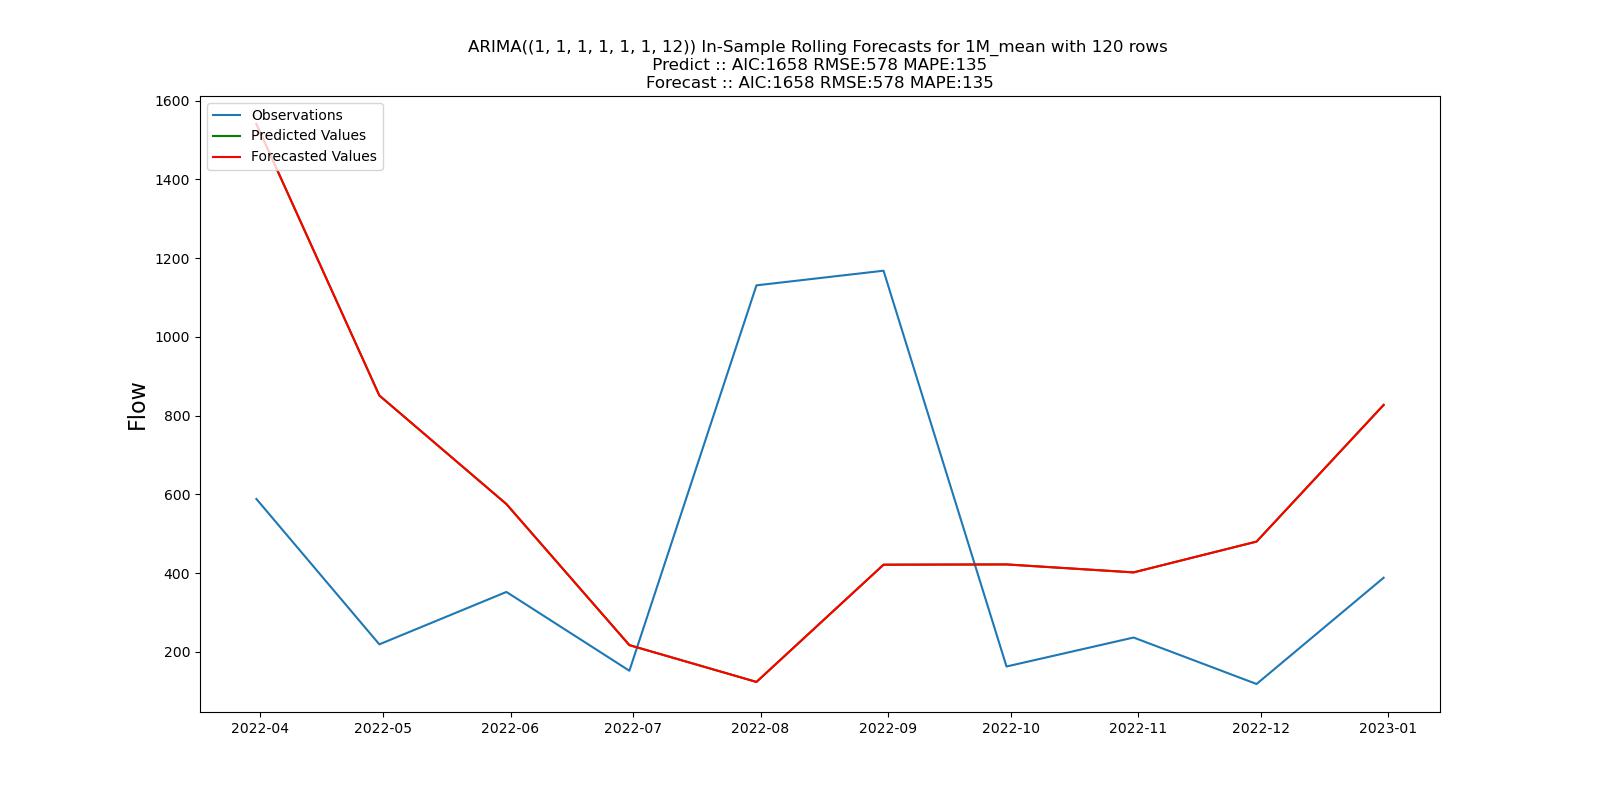 ARIMA((1, 1, 1, 1, 1, 1, 12)) In-Sample Rolling Forecasts for 1M_mean with 120 rows
Predict :: AIC:1658 RMSE:578 MAPE:135
Forecast :: AIC:1658 RMSE:578 MAPE:135
Observations
Predicted Values
Forecasted Values
Flow
1600
1400
1200
1000
800
600
400
200
2022-04 2022-05 2022-06 2022-07 2022-08 2022-09 2022-10 2022-11 2022-12 2023-01